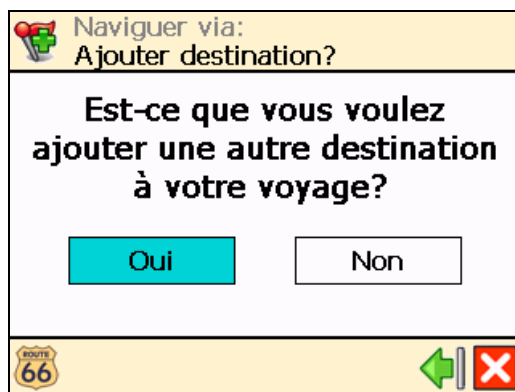 Naviguer via:
Ajouter destination?
Est-ce que vous voulez
ajouter une autre destination
à votre voyage?
Oui Non
ROUTE
66